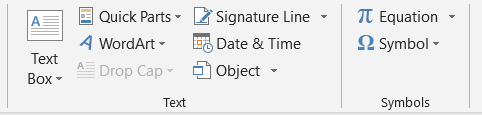 Text
Box
Quick Parts
WordArt
Drop Cap
Signature Line
Date & Time
Object
Text
π Equation
Ω Symbol
Symbols